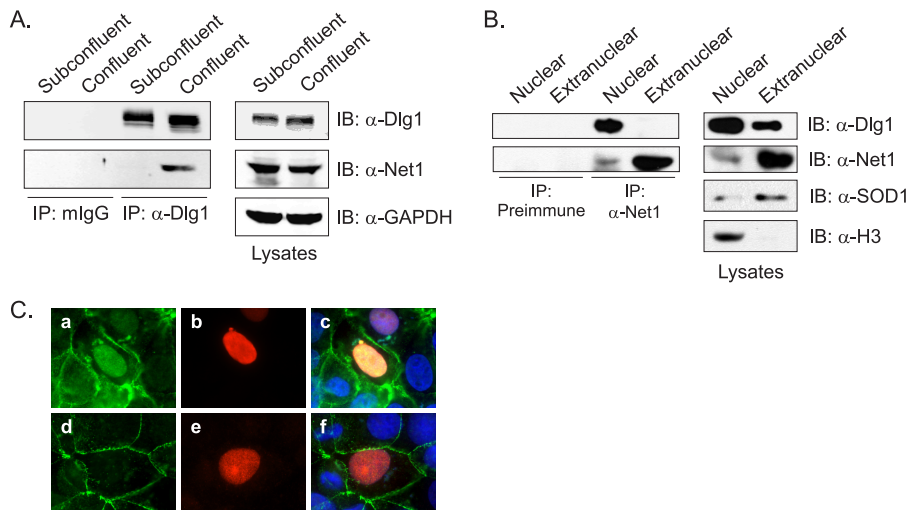 A.
Subconfluent
Confluent
Subconfluent
Confluent
Subconfluent
Confluent
IB: α-Dlg1
IB: α-Net1
IP: mIgG
IP: α-Dlg1
IB: α-GAPDH
Lysates
B.
Nuclear
Extranuclear
Nuclear
Extranuclear
Nuclear
Extranuclear
IB: α-Dlg1
IB: α-Net1
IP:
Preimmune
IP:
α-Net1
IB: α-SOD1
IB: α-H3
Lysates
C.
a
b
c
d
e
f